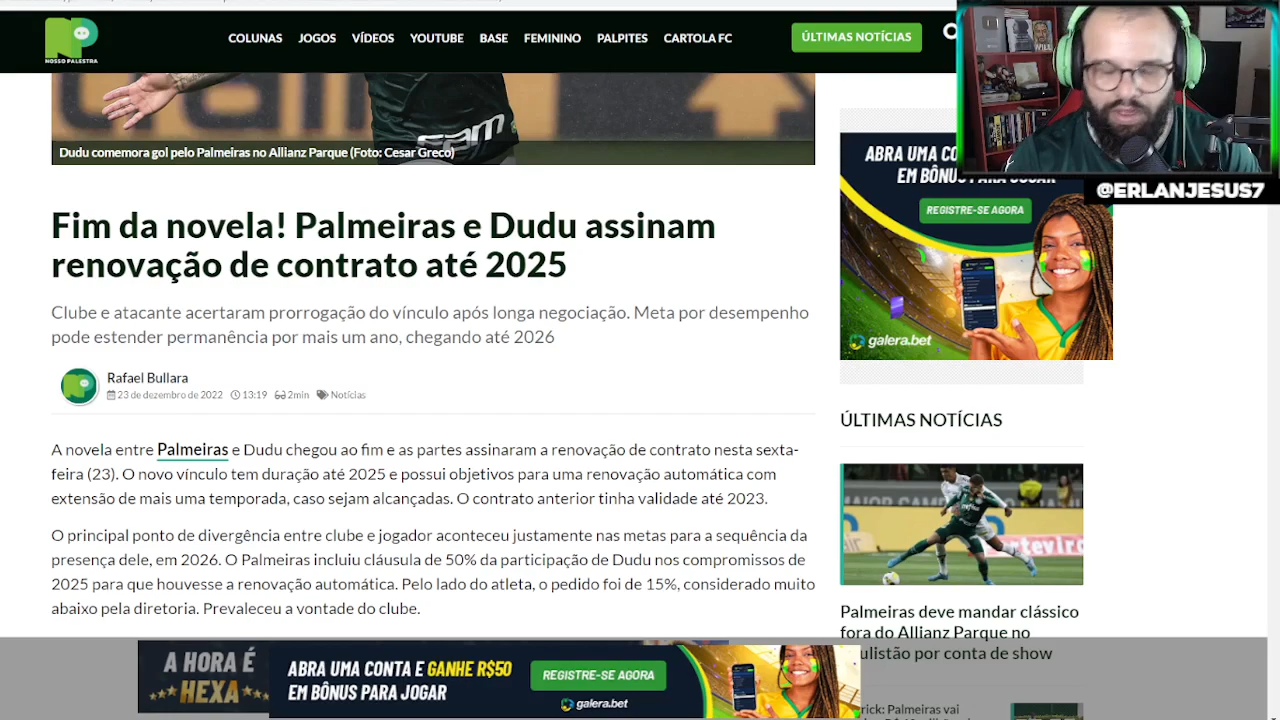 NOSSO PALESTRA
COLUNAS JOGOS VÍDEOS YOUTUBE BASE FEMININO PALPITES CARTOLA FC
ÚLTIMAS NOTÍCIAS
Dudu comemora gol pelo Palmeiras no Allianz Parque (Foto: Cesar Greco)
@ERLANJESUS7
Fim da novela! Palmeiras e Dudu assinam
renovação de contrato até 2025
Clube e atacante acertaram prorrogação do vínculo após longa negociação. Meta por desempenho
pode estender permanência por mais um ano, chegando até 2026
Rafael Bullara
23 de dezembro de 2022 13:19 2min Notícias
A novela entre Palmeiras e Dudu chegou ao fim e as partes assinaram a renovação de contrato nesta sexta-
feira (23). O novo vínculo tem duração até 2025 e possui objetivos para uma renovação automática com
extensão de mais uma temporada, caso sejam alcançadas. O contrato anterior tinha validade até 2023.
O principal ponto de divergência entre clube e jogador aconteceu justamente nas metas para a sequência da
presença dele, em 2026. O Palmeiras incluiu cláusula de 50% da participação de Dudu nos compromissos de
2025 para que houvesse a renovação automática. Pelo lado do atleta, o pedido foi de 15%, considerado muito
abaixo pela diretoria. Prevaleceu a vontade do clube.
ABRA UMA
EM BÔNUS
REGISTRE-SE AGORA
galera.bet
ÚLTIMAS NOTÍCIAS
Palmeiras deve mandar clássico
fora do Allianz Parque no
ulistão por conta de show
Palmeiras vai
A HORA É
HEXA
ABRA UMA CONTA E GANHE R$50
EM BÔNUS PARA JOGAR
REGISTRE-SE AGORA
galera.bet